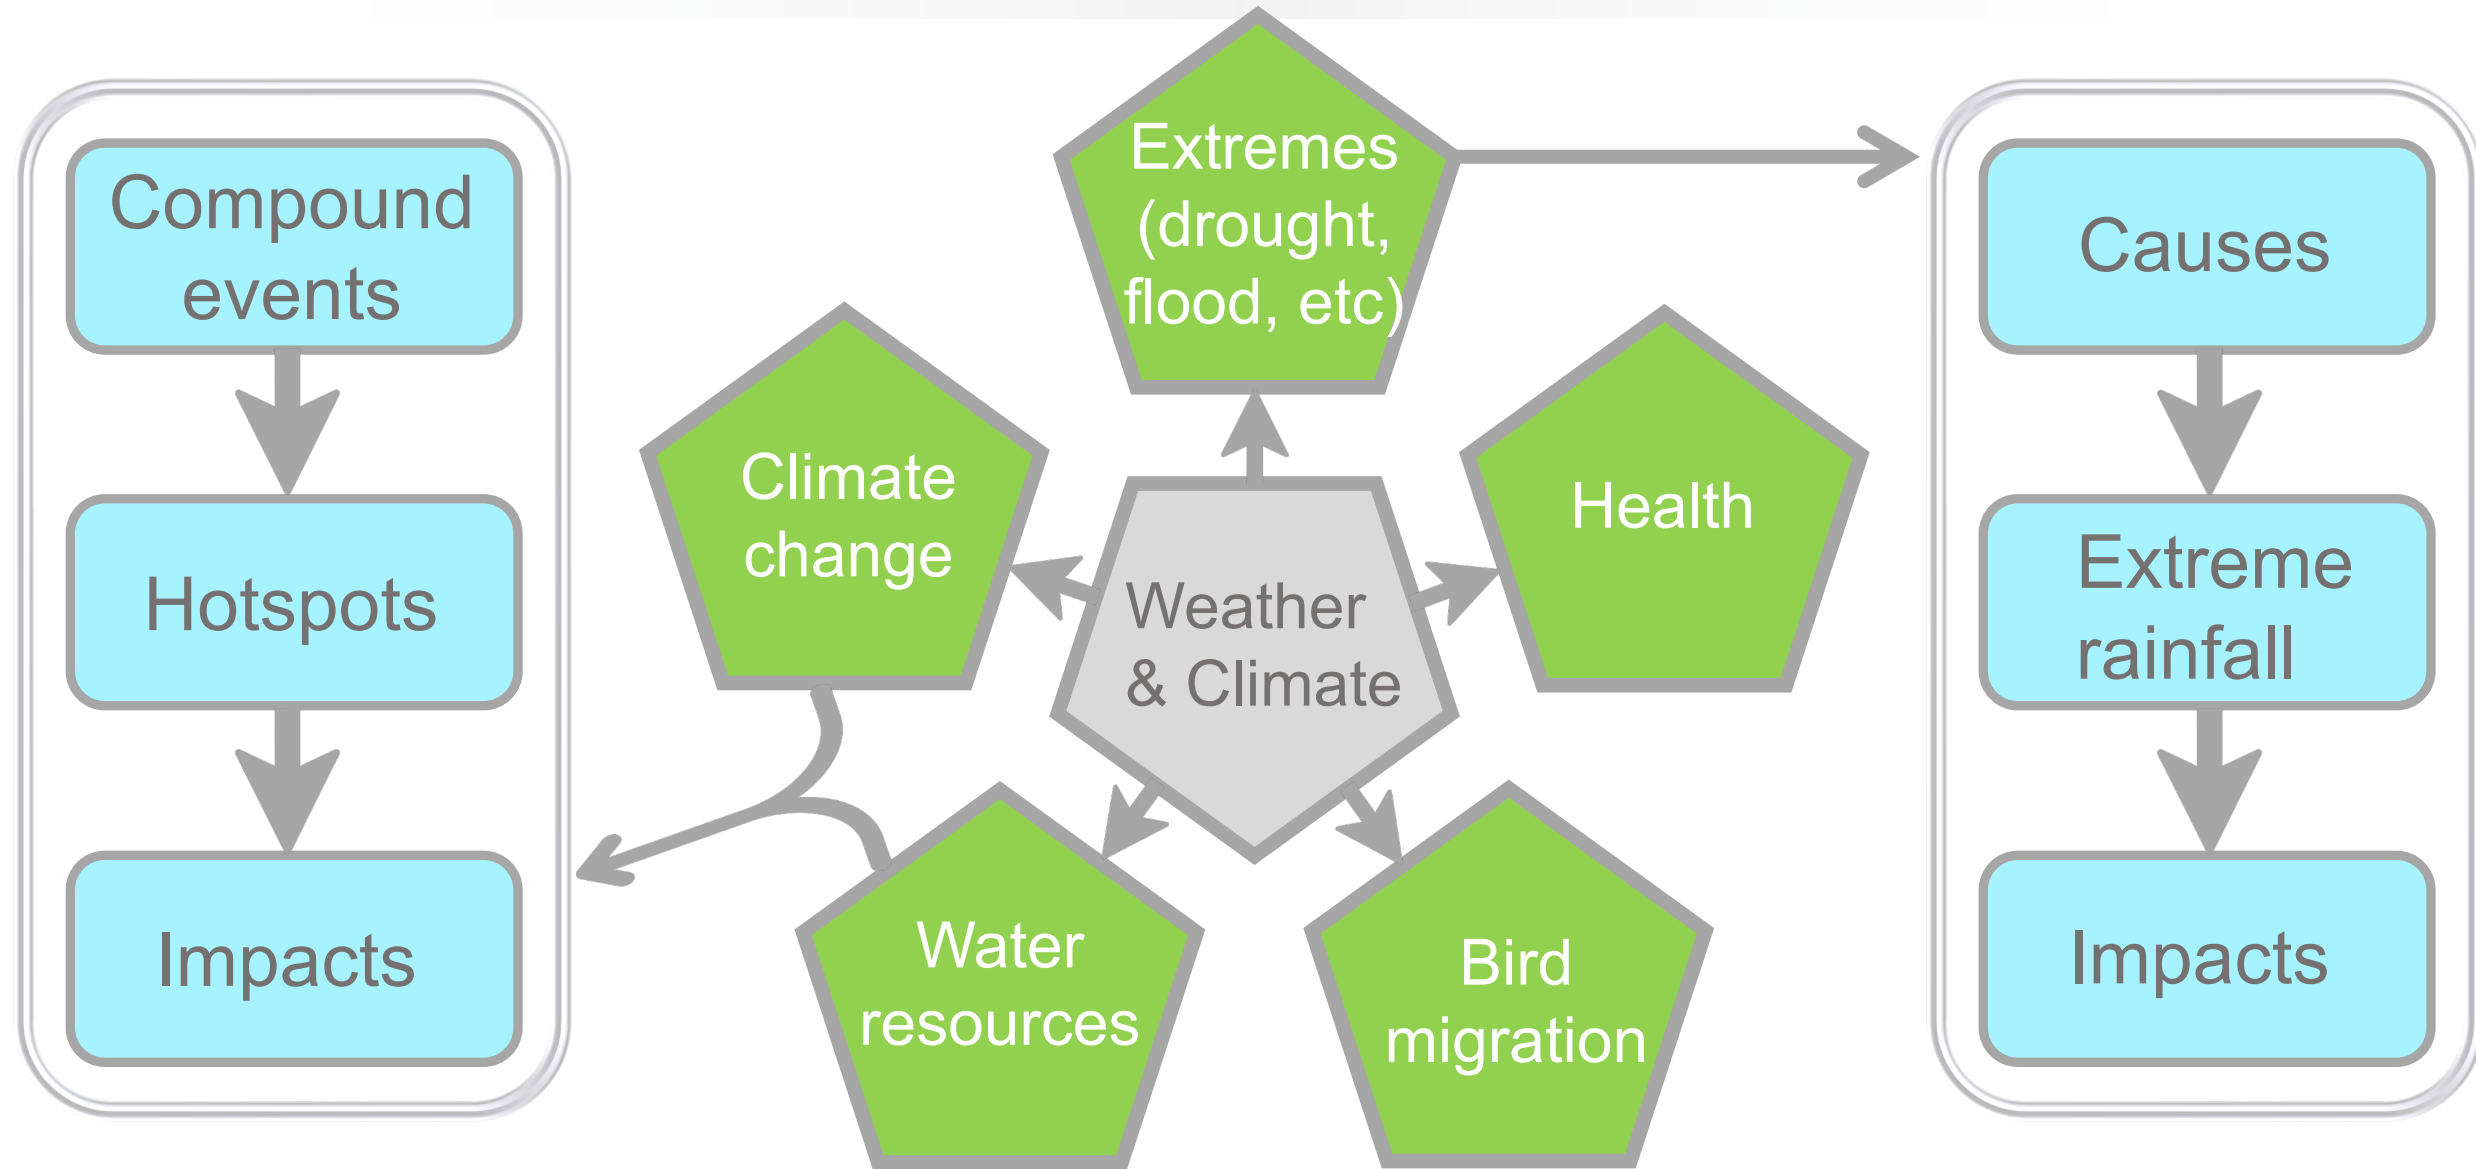 Compound
events
Hotspots
Impacts
Extremes
(drought,
flood, etc)
Climate
change
Health
Weather
& Climate
Water
resources
Bird
migration
Causes
Extreme
rainfall
Impacts